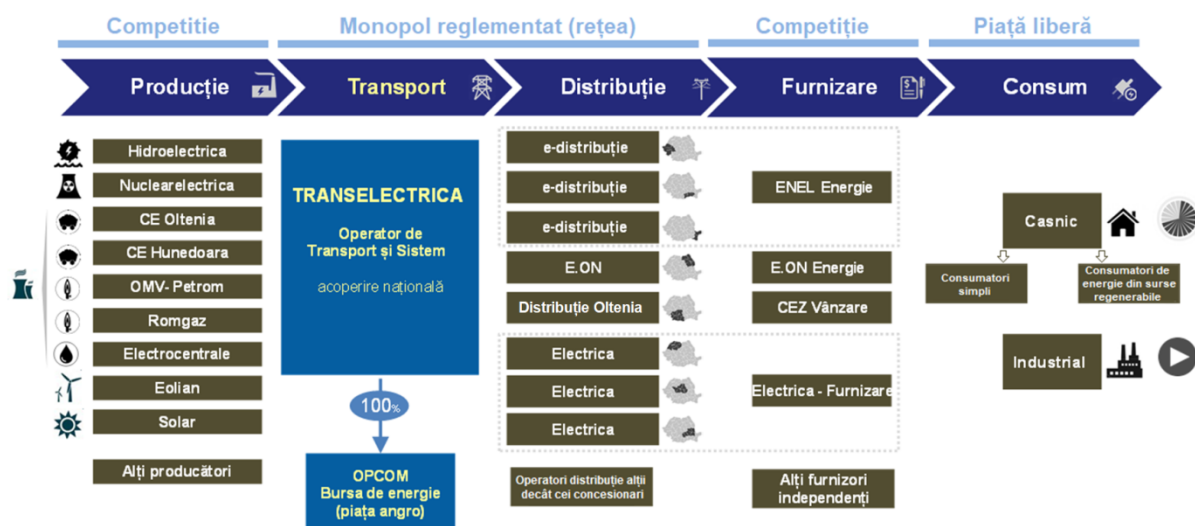 Competitie
Monopol reglementat (rețea)
Competiție
Piață liberă
Producție
Transport
Distribuție
Furnizare
Consum
Hidroelectrica
Nuclearelectrica
CE Oltenia
CE Hunedoara
OMV- Petrom
Romgaz
Electrocentrale
Eolian
Solar
Alți producători
TRANSELECTRICA
Operator de
Transport și Sistem
acoperire națională
100%
OPCOM
Bursa de energie
(piața angro)
e-distribuție
e-distribuție
e-distribuție
E.ON
Distribuție Oltenia
Electrica
Electrica
Electrica
Operatori distribuție alții
decât cei concesionari
ENEL Energie
E.ON Energie
CEZ Vânzare
Electrica - Furnizare
Alți furnizori
independenți
Casnic
Consumatori
simpli
Consumatori de
energie din surse
regenerabile
Industrial